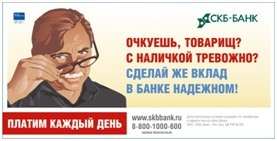 СКБ-БАНК
ОЧКУЕШЬ, ТОВАРИЩ?
С НАЛИЧКОЙ ТРЕВОЖНО?
СДЕЛАЙ ЖЕ ВКЛАД
В БАНКЕ НАДЕЖНОМ!
ПЛАТИМ КАЖДЫЙ ДЕНЬ
www.skbbank.ru
8-800-1000-600